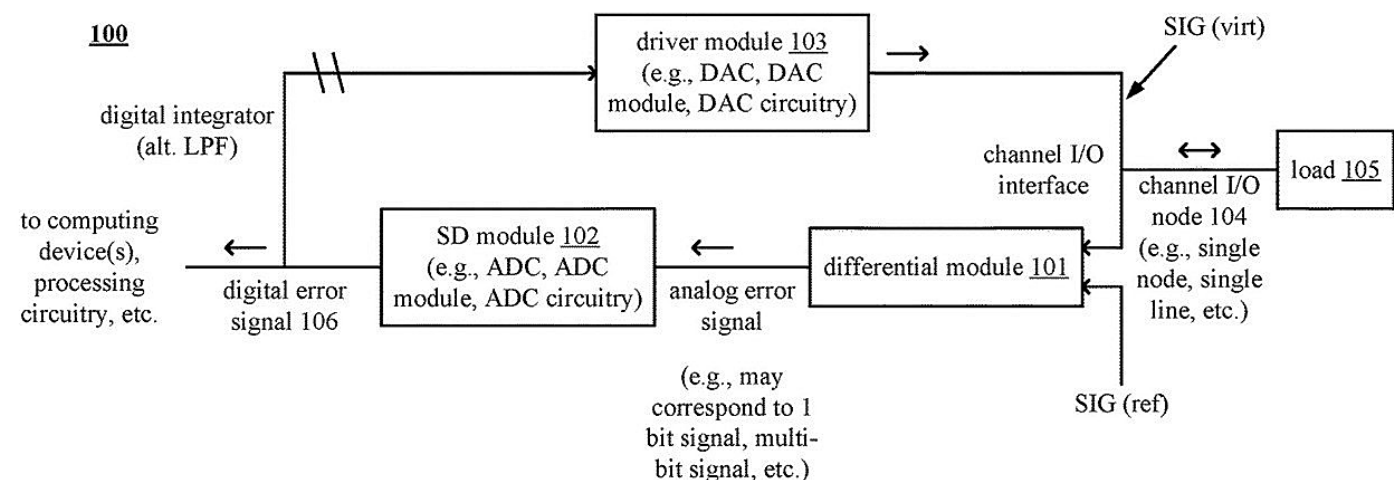 100
driver module 103
(e.g., DAC, DAC
module, DAC circuitry)
SIG (virt)
digital integrator
(alt. LPF)
channel I/O
interface
load 105
channel I/O
node 104
(e.g., single
node, single
line, etc.)
to computing
device(s),
processing
circuitry, etc.
digital error
signal 106
SD module 102
(e.g., ADC, ADC
module, ADC circuitry)
analog error
signal
(e.g., may
correspond to 1
bit signal, multi-
bit signal, etc.)
differential module 101
SIG (ref)